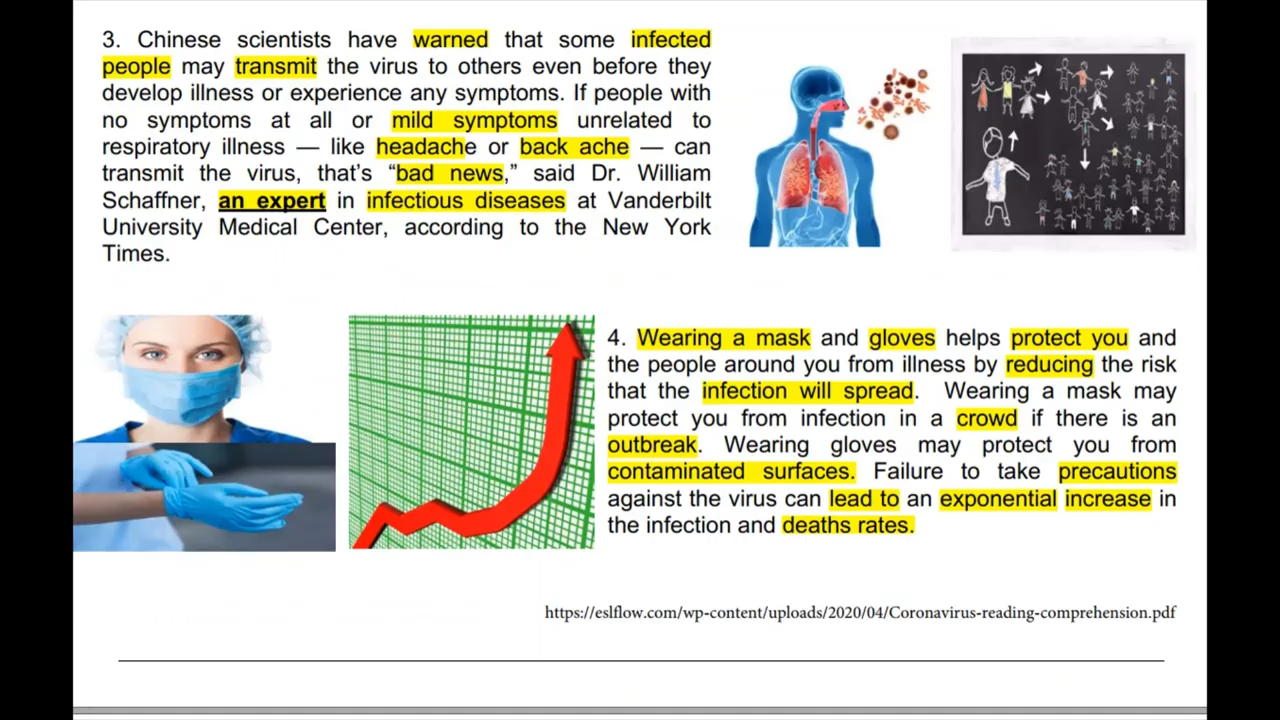 3. Chinese scientists have warned that some infected
people may transmit the virus to others even before they
develop illness or experience any symptoms. If people with
no symptoms at all or mild symptoms unrelated to
respiratory illness — like headache or back ache — can
transmit the virus, that's “bad news,” said Dr. William
Schaffner, an expert in infectious diseases at Vanderbilt
University Medical Center, according to the New York
Times.
4. Wearing a mask and gloves helps protect you and
the people around you from illness by reducing the risk
that the infection will spread. Wearing a mask may
protect you from infection in a crowd if there is an
outbreak. Wearing gloves may protect you from
contaminated surfaces. Failure to take precautions
against the virus can lead to an exponential increase in
the infection and deaths rates.
https://eslflow.com/wp-content/uploads/2020/04/Coronavirus-reading-comprehension.pdf